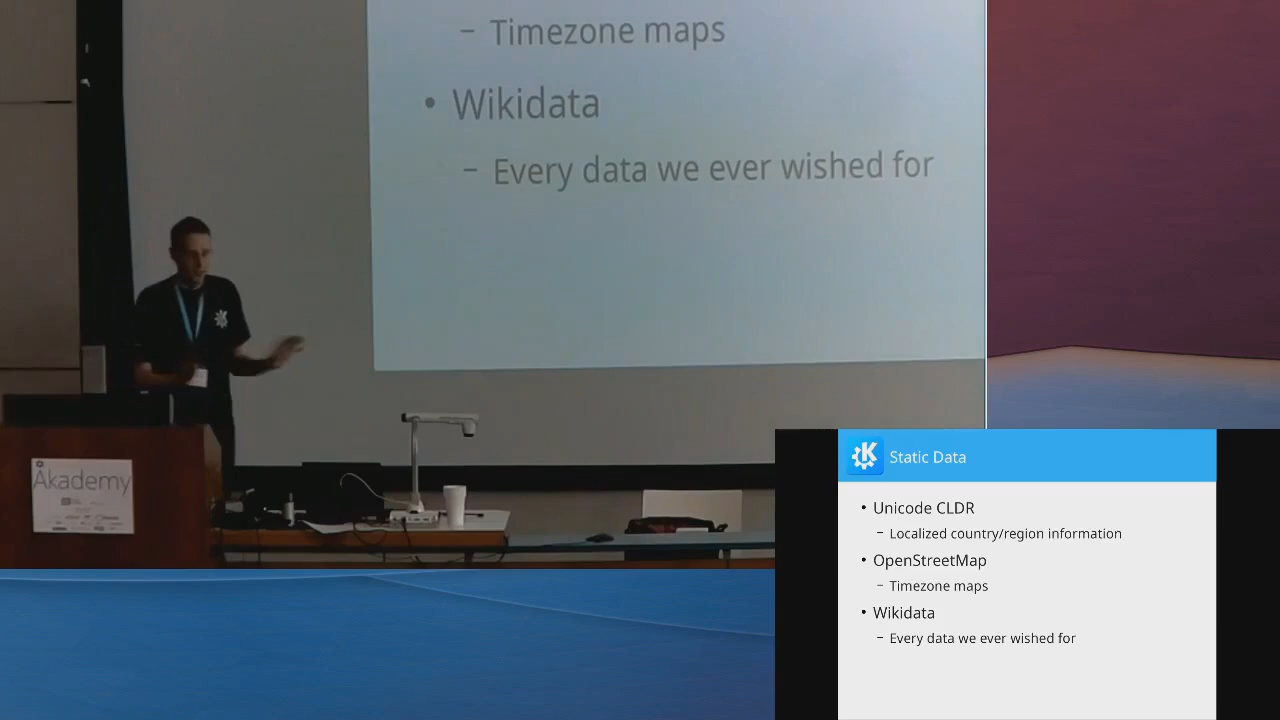 – Timezone maps
• Wikidata
– Every data we ever wished for
Akademy
Static Data
• Unicode CLDR
– Localized country/region information
• OpenStreetMap
– Timezone maps
• Wikidata
– Every data we ever wished for